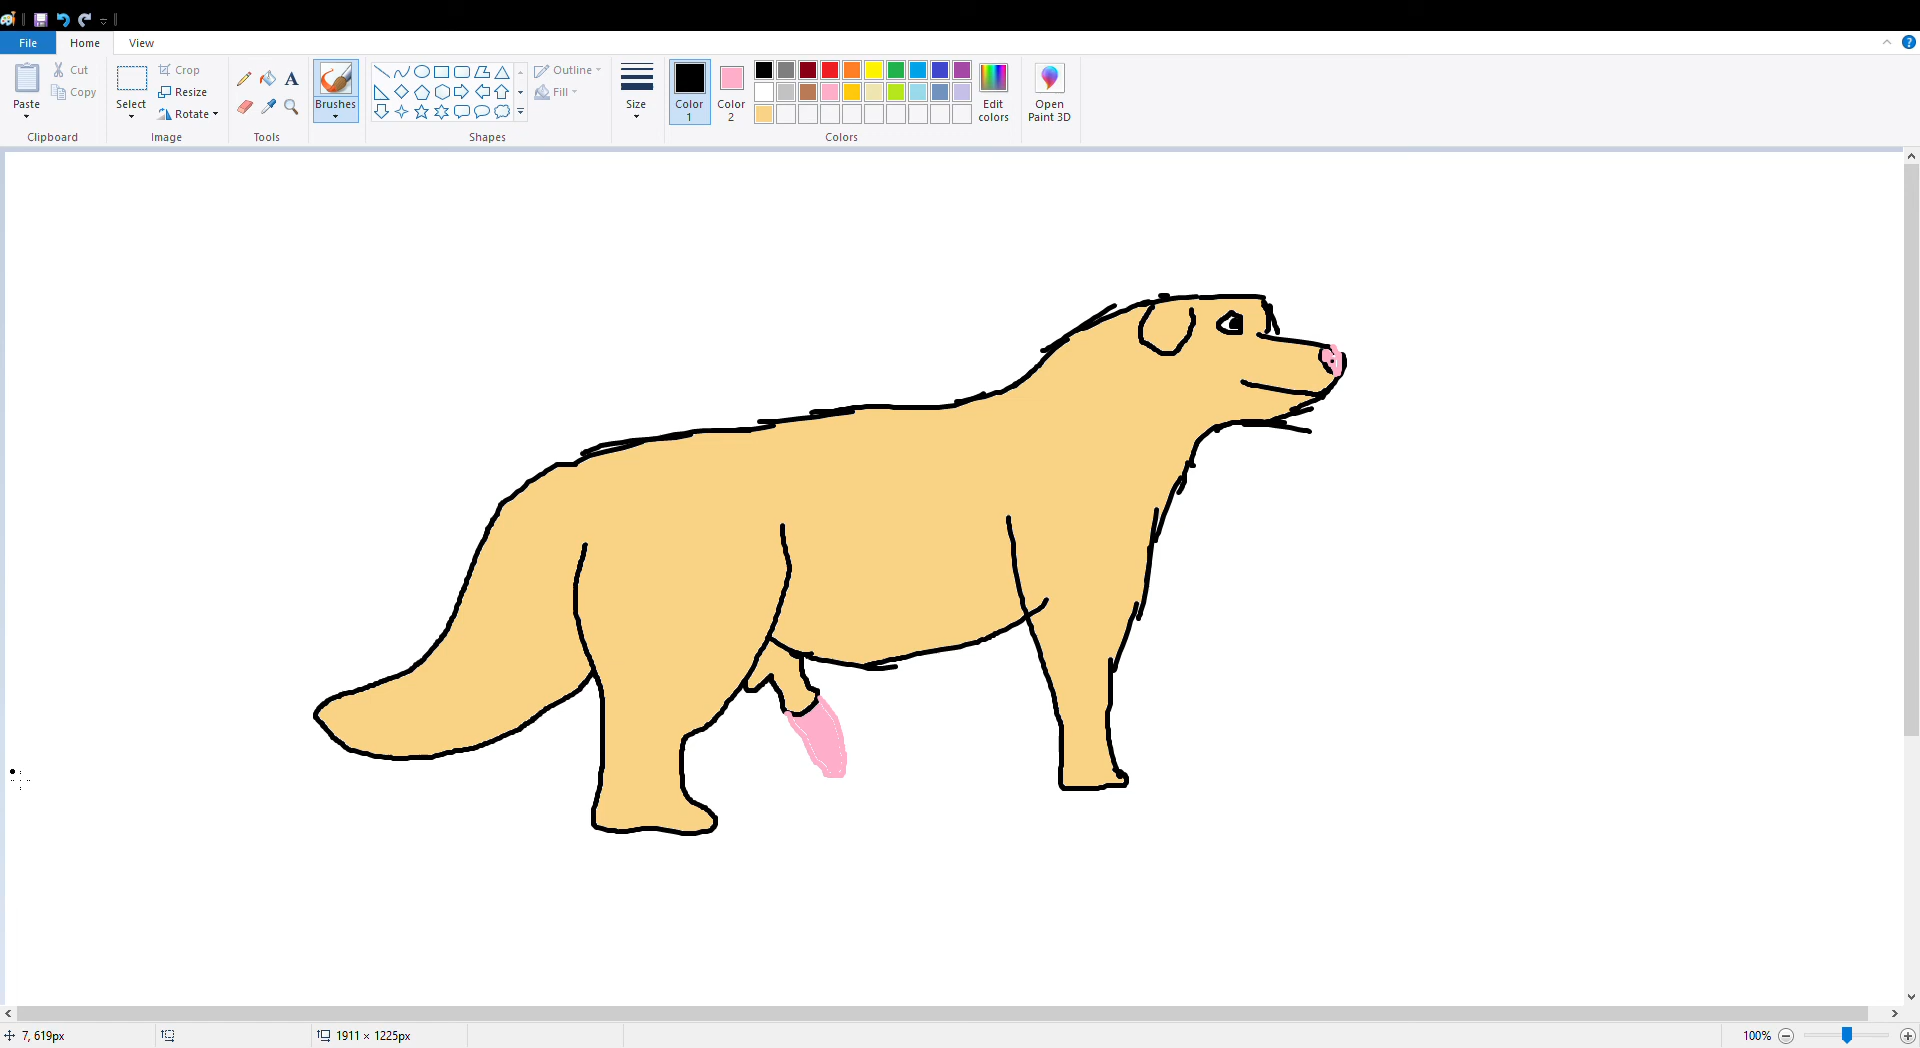 File Home View
Paste Cut Copy Clipboard
Select Crop Resize Rotate Image
A Tools
Brushes
Shapes Outline Fill
Size
Color 1 Color 2 Edit colors Colors
Open Paint 3D
?
7, 619px 1911 × 1225px 100%